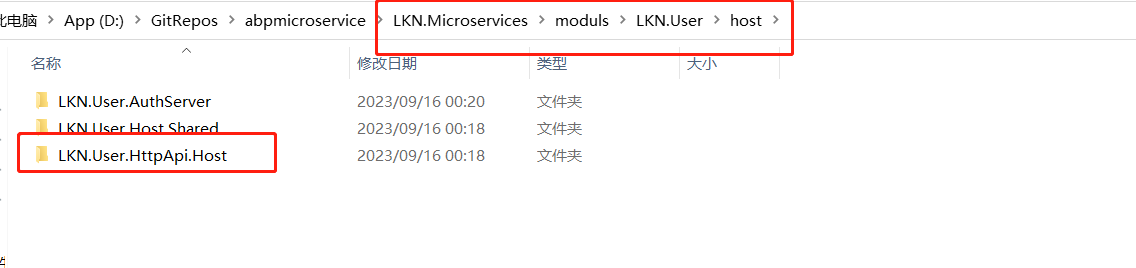 此电脑 > App (D:) > GitRepos > abpmicroservice > LKN.Microservices > moduls > LKN.User > host >
名称 修改日期 类型 大小
LKN.User.AuthServer 2023/09/16 00:20 文件夹
LKN.User.Host.Shared 2023/09/16 00:18 文件夹
LKN.User.HttpApi.Host 2023/09/16 00:18 文件夹